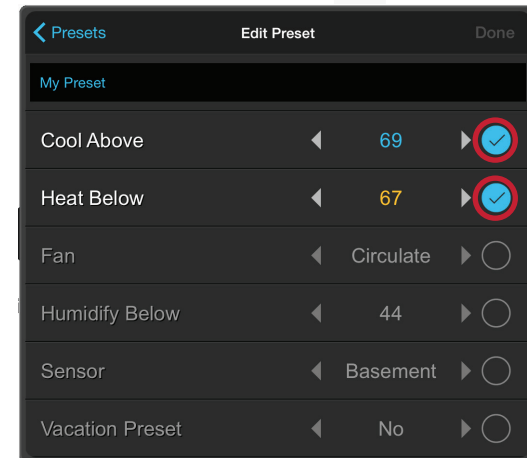 Presets Edit Preset Done
My Preset
Cool Above 69
Heat Below 67
Fan Circulate
Humidify Below 44
Sensor Basement
Vacation Preset No